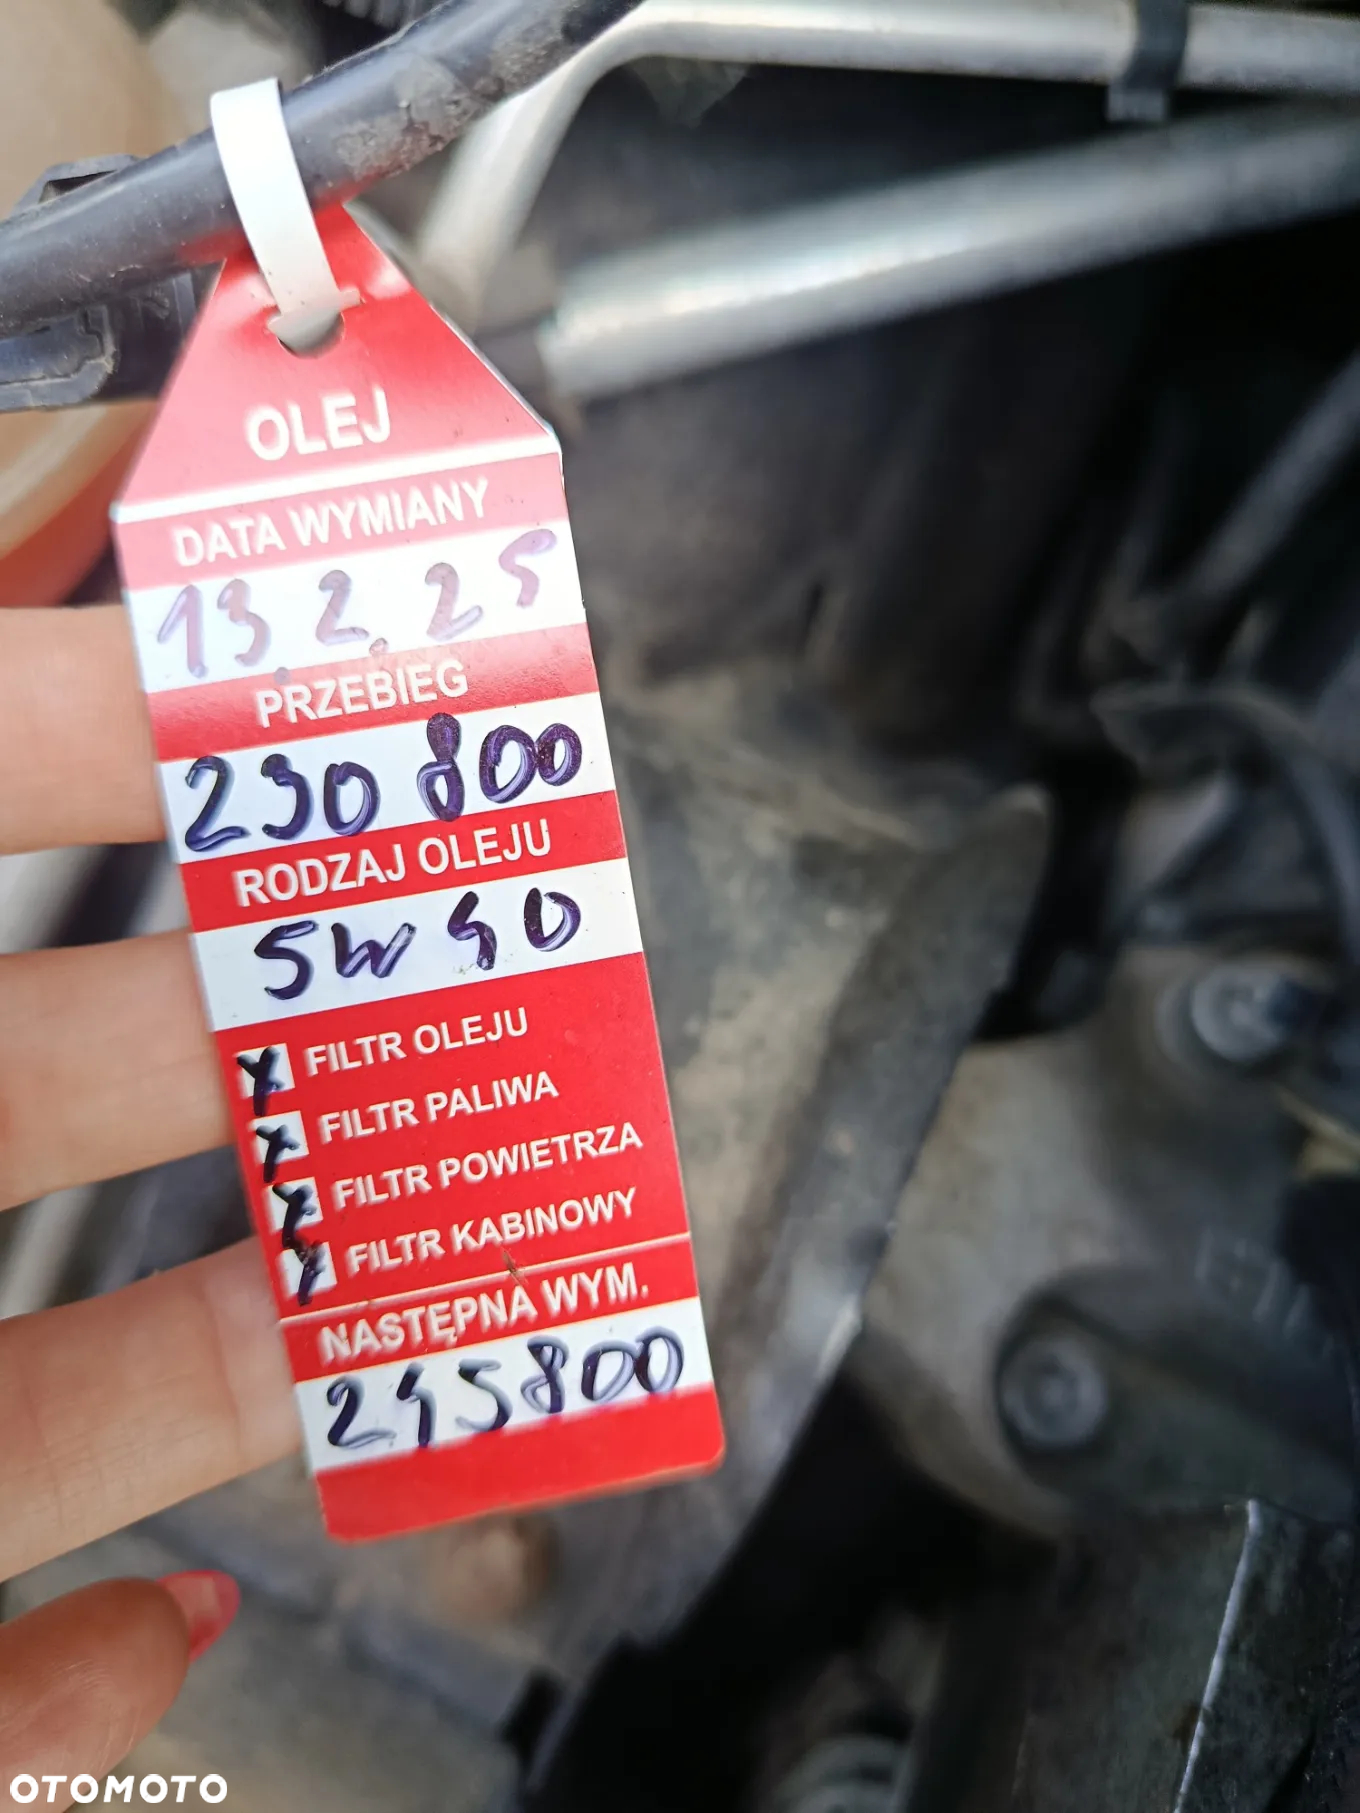 OLEJ
DATA WYMIANY
13.2.25
PRZEBIEG
230 800
RODZAJ OLEJU
5W40
X FILTR OLEJU
X FILTR PALIWA
X FILTR POWIETRZA
X FILTR KABINOWY
NASTĘPNA WYM.
245800
OTOMOTO